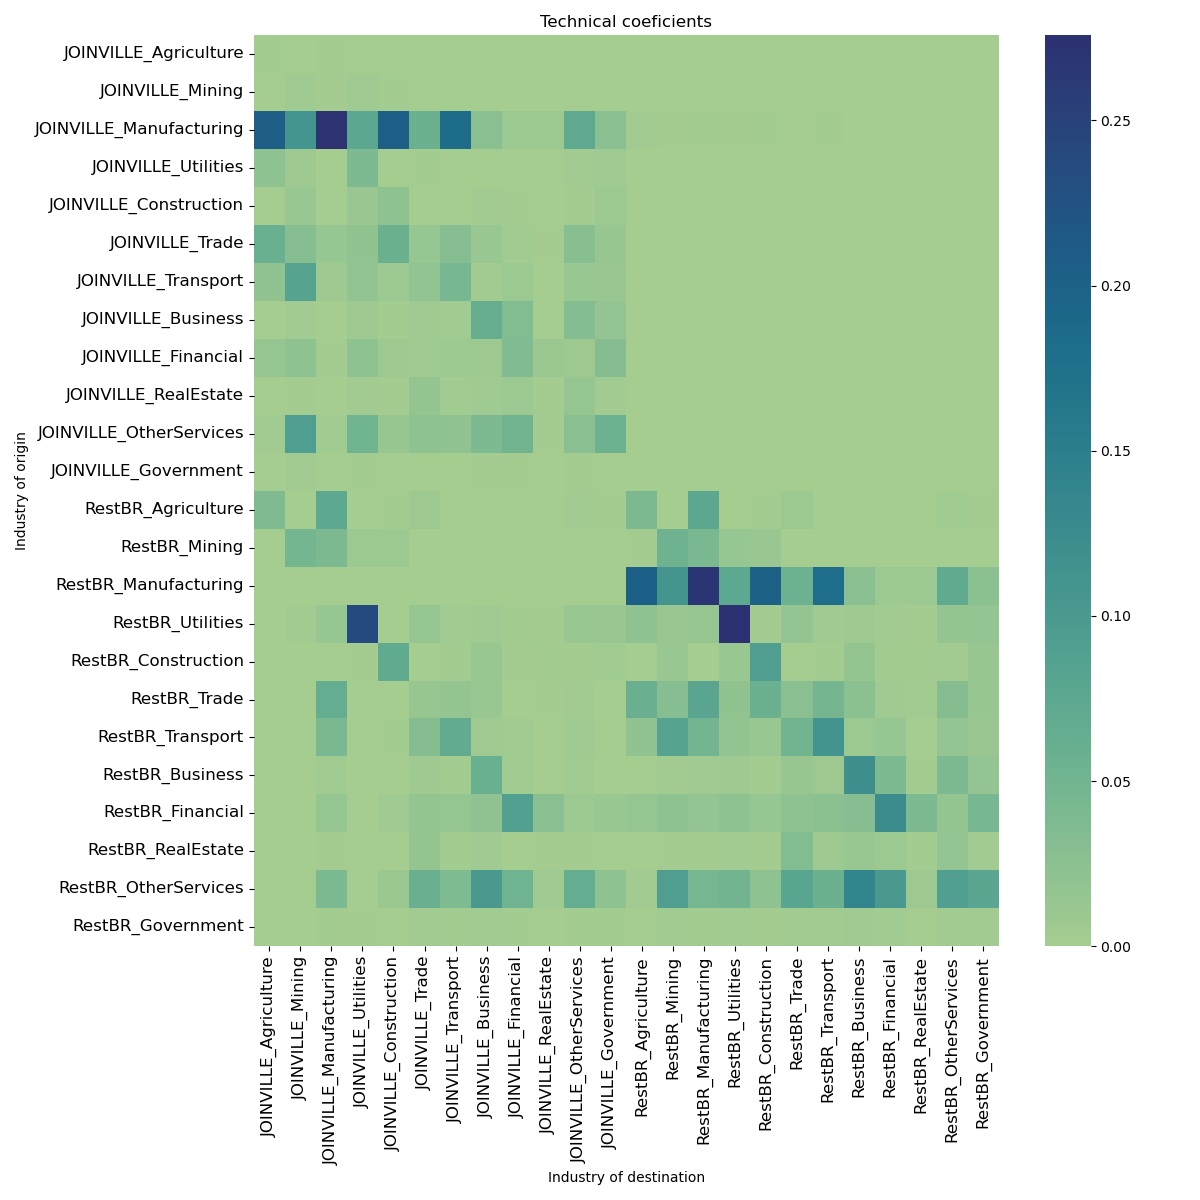 Technical coeficients
JOINVILLE_Agriculture
JOINVILLE_Mining
JOINVILLE_Manufacturing
JOINVILLE_Utilities
JOINVILLE_Construction
JOINVILLE_Trade
JOINVILLE_Transport
JOINVILLE_Business
JOINVILLE_Financial
JOINVILLE_RealEstate
JOINVILLE_OtherServices
JOINVILLE_Government
RestBR_Agriculture
RestBR_Mining
RestBR_Manufacturing
RestBR_Utilities
RestBR_Construction
RestBR_Trade
RestBR_Transport
RestBR_Business
RestBR_Financial
RestBR_RealEstate
RestBR_OtherServices
RestBR_Government
Industry of origin
JOINVILLE_Agriculture
JOINVILLE_Mining
JOINVILLE_Manufacturing
JOINVILLE_Utilities
JOINVILLE_Construction
JOINVILLE_Trade
JOINVILLE_Transport
JOINVILLE_Business
JOINVILLE_Financial
JOINVILLE_RealEstate
JOINVILLE_OtherServices
JOINVILLE_Government
RestBR_Agriculture
RestBR_Mining
RestBR_Manufacturing
RestBR_Utilities
RestBR_Construction
RestBR_Trade
RestBR_Transport
RestBR_Business
RestBR_Financial
RestBR_RealEstate
RestBR_OtherServices
RestBR_Government
Industry of destination
0.25
0.20
0.15
0.10
0.05
0.00